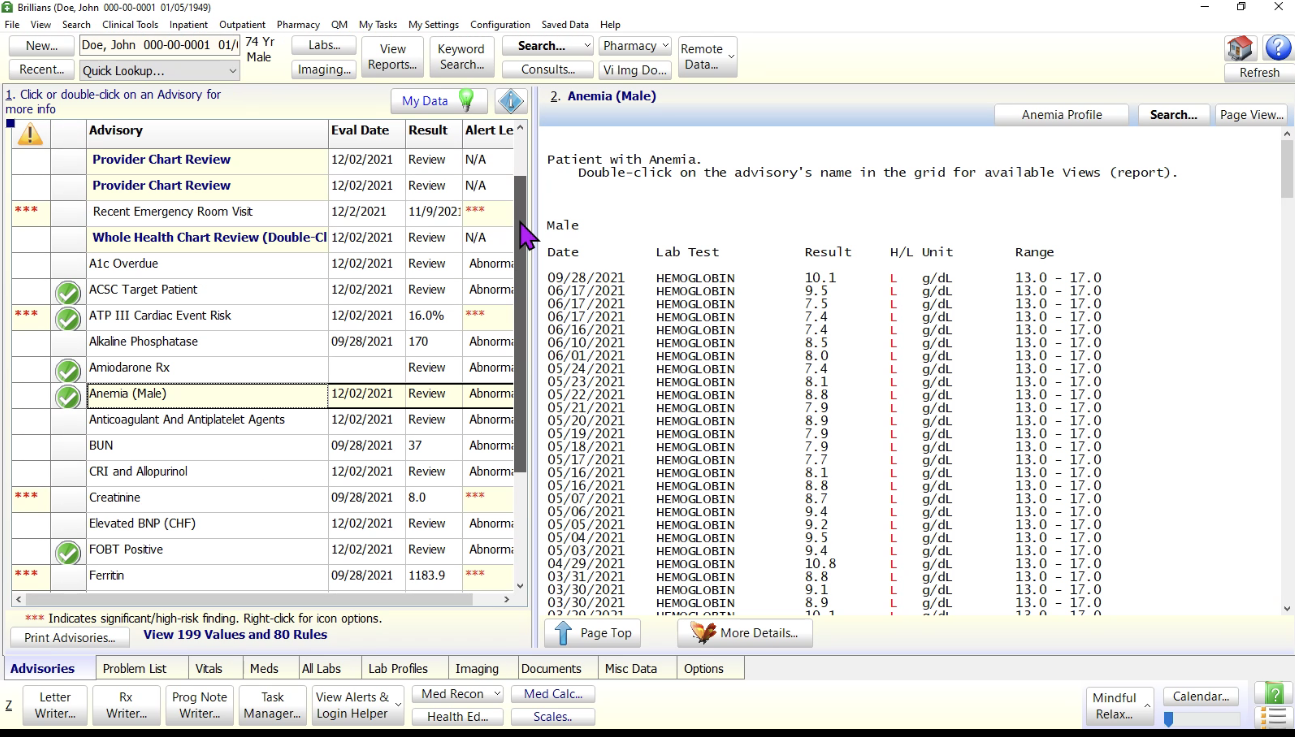 Brillians (Doe, John 000-00-0001 01/05/1949)
File View Search Clinical Tools Inpatient Outpatient Pharmacy QM My Tasks My Settings Configuration Saved Data Help
New... Doe, John 000-00-0001 01/ 74 Yr Male Labs... View Reports... Keyword Search... Search... Pharmacy Remote Data...
Recent... Quick Lookup... Imaging... Consults... Vi Img Do... Refresh
1. Click or double-click on an Advisory for more info
My Data
2. Anemia (Male)
Anemia Profile Search... Page View...
Advisory Eval Date Result Alert Le
Provider Chart Review 12/02/2021 Review N/A
Provider Chart Review 12/02/2021 Review N/A
*** Recent Emergency Room Visit 12/2/2021 11/9/2021 ***
Whole Health Chart Review (Double-Cl 12/02/2021 Review N/A
A1c Overdue 12/02/2021 Review Abnorma
ACSC Target Patient 12/02/2021 Review Abnorma
*** ATP III Cardiac Event Risk 12/02/2021 16.0% ***
Alkaline Phosphatase 09/28/2021 170 Abnorma
Amiodarone Rx Review Abnorma
Anemia (Male) 12/02/2021 Review Abnorma
Anticoagulant And Antiplatelet Agents 12/02/2021 Review Abnorma
BUN 09/28/2021 37 Abnorma
CRI and Allopurinol 12/02/2021 Review Abnorma
*** Creatinine 09/28/2021 8.0 ***
Elevated BNP (CHF) 12/02/2021 Review Abnorma
FOBT Positive 12/02/2021 Review Abnorma
*** Ferritin 09/28/2021 1183.9 ***
*** Indicates significant/high-risk finding. Right-click for icon options.
Print Advisories... View 199 Values and 80 Rules
Patient with Anemia.
Double-click on the advisory's name in the grid for available Views (report).
Male
Date Lab Test Result H/L Unit Range
09/28/2021 HEMOGLOBIN 10.1 L g/dL 13.0 - 17.0
06/17/2021 HEMOGLOBIN 9.5 L g/dL 13.0 - 17.0
06/17/2021 HEMOGLOBIN 7.5 L g/dL 13.0 - 17.0
06/17/2021 HEMOGLOBIN 7.4 L g/dL 13.0 - 17.0
06/16/2021 HEMOGLOBIN 7.4 L g/dL 13.0 - 17.0
06/10/2021 HEMOGLOBIN 8.5 L g/dL 13.0 - 17.0
06/01/2021 HEMOGLOBIN 8.0 L g/dL 13.0 - 17.0
05/24/2021 HEMOGLOBIN 7.4 L g/dL 13.0 - 17.0
05/23/2021 HEMOGLOBIN 8.1 L g/dL 13.0 - 17.0
05/22/2021 HEMOGLOBIN 8.8 L g/dL 13.0 - 17.0
05/21/2021 HEMOGLOBIN 7.9 L g/dL 13.0 - 17.0
05/20/2021 HEMOGLOBIN 8.9 L g/dL 13.0 - 17.0
05/19/2021 HEMOGLOBIN 7.9 L g/dL 13.0 - 17.0
05/18/2021 HEMOGLOBIN 7.9 L g/dL 13.0 - 17.0
05/17/2021 HEMOGLOBIN 7.7 L g/dL 13.0 - 17.0
05/16/2021 HEMOGLOBIN 8.1 L g/dL 13.0 - 17.0
05/16/2021 HEMOGLOBIN 8.8 L g/dL 13.0 - 17.0
05/07/2021 HEMOGLOBIN 8.7 L g/dL 13.0 - 17.0
05/06/2021 HEMOGLOBIN 9.4 L g/dL 13.0 - 17.0
05/05/2021 HEMOGLOBIN 9.2 L g/dL 13.0 - 17.0
05/04/2021 HEMOGLOBIN 9.5 L g/dL 13.0 - 17.0
05/03/2021 HEMOGLOBIN 9.4 L g/dL 13.0 - 17.0
04/29/2021 HEMOGLOBIN 10.8 L g/dL 13.0 - 17.0
03/31/2021 HEMOGLOBIN 8.8 L g/dL 13.0 - 17.0
03/30/2021 HEMOGLOBIN 9.1 L g/dL 13.0 - 17.0
03/30/2021 HEMOGLOBIN 8.9 L g/dL 13.0 - 17.0
03/29/2021 HEMOGLOBIN 10.1 L g/dL 13.0 - 17.0
Page Top More Details...
Advisories Problem List Vitals Meds All Labs Lab Profiles Imaging Documents Misc Data Options
Z Letter Writer... Rx Writer... Prog Note Writer... Task Manager... View Alerts & Login Helper Med Recon Med Calc... Mindful Relax... Calendar...
Health Ed... Scales..